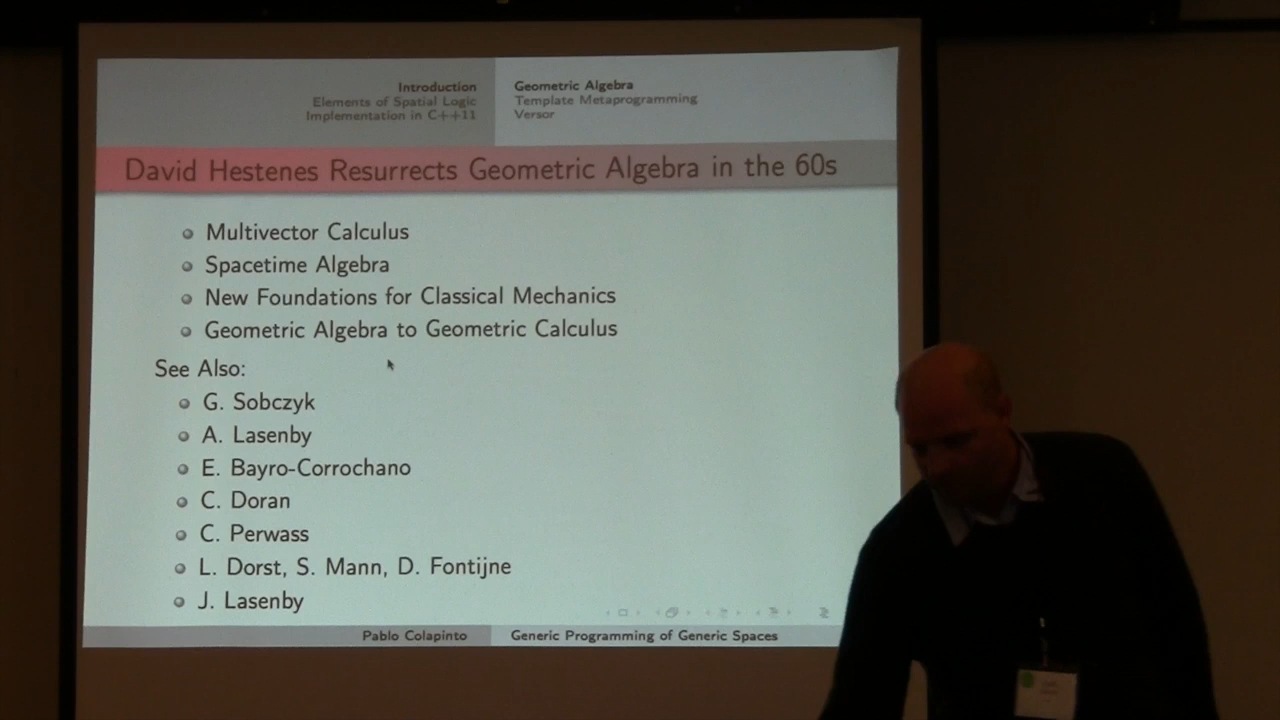 Introduction
Elements of Spatial Logic
Implementation in C++11
Geometric Algebra
Template Metaprogramming
Versor
David Hestenes Resurrects Geometric Algebra in the 60s
Multivector Calculus
Spacetime Algebra
New Foundations for Classical Mechanics
Geometric Algebra to Geometric Calculus
See Also:
G. Sobczyk
A. Lasenby
E. Bayro-Corrochano
C. Doran
C. Perwass
L. Dorst, S. Mann, D. Fontijne
J. Lasenby
Pablo Colapinto
Generic Programming of Generic Spaces